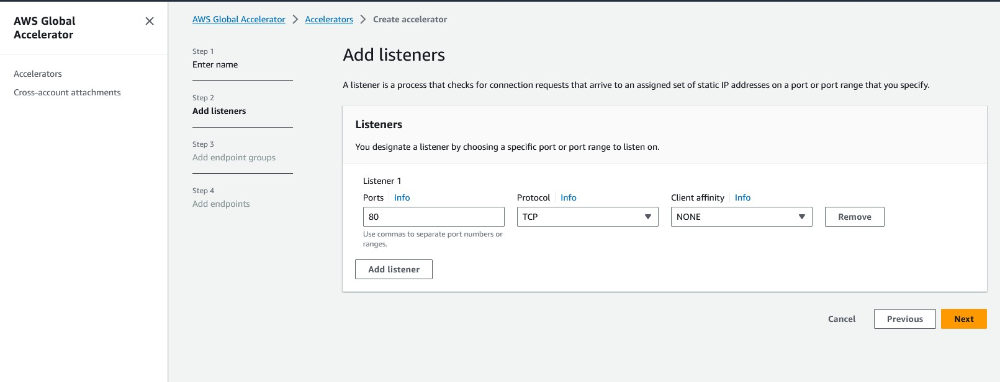 AWS Global
Accelerator
Accelerators
Cross-account attachments
AWS Global Accelerator
Accelerators
Create accelerator
Step 1
Enter name
Step 2
Add listeners
Step 3
Add endpoint groups
Step 4
Add endpoints
Add listeners
A listener is a process that checks for connection requests that arrive to an assigned set of static IP addresses on a port or port range that you specify.
Listeners
You designate a listener by choosing a specific port or port range to listen on.
Listener 1
Ports Info
80
Use commas to separate port numbers or
ranges.
Protocol Info
TCP
Client affinity Info
NONE
Remove
Add listener
Cancel
Previous
Next